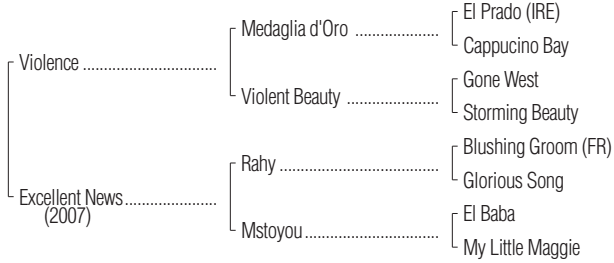 El Prado (IRE)
Medaglia d'Oro ...................
Cappucino Bay
Violence ..............................
Gone West
Violent Beauty .....................
Storming Beauty
Blushing Groom (FR)
Rahy ....................................
Glorious Song
Excellent News .....................
(2007)
El Baba
Mstoyou ..............................
My Little Maggie